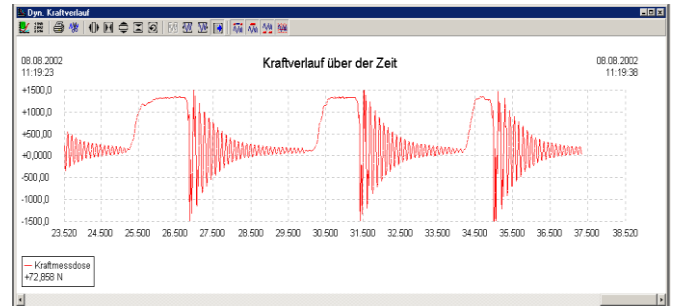 Dyn. Kraftverlauf
08.08.2002
11:19:23
Kraftverlauf über der Zeit
08.08.2002
11:19:38
+1500,0
+1000,0
+500,00
+0,0000
-500,00
-1000,0
-1500,0
23.520 24.500 25.500 26.500 27.500 28.500 29.500 30.500 31.500 32.500 33.500 34.500 35.500 36.500 37.500 38.520
Kraftmessdose
+72,858 N